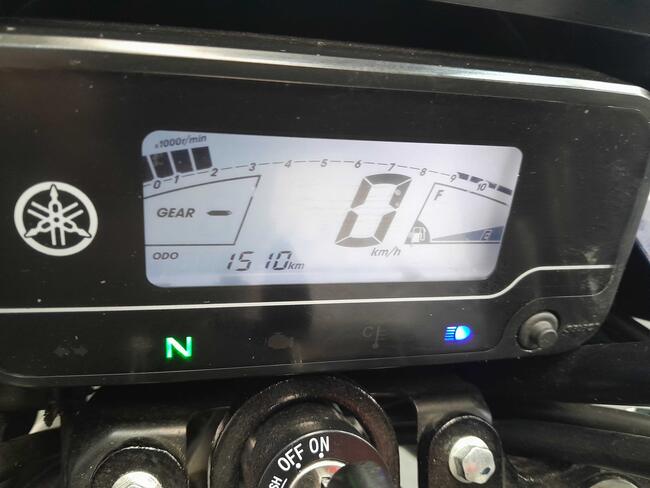 x1000r/min
0 1 2 3 4 5 6 7 8 9 10
GEAR -
F
0
E
km/h
ODO
1510km
N
C
OFF ON